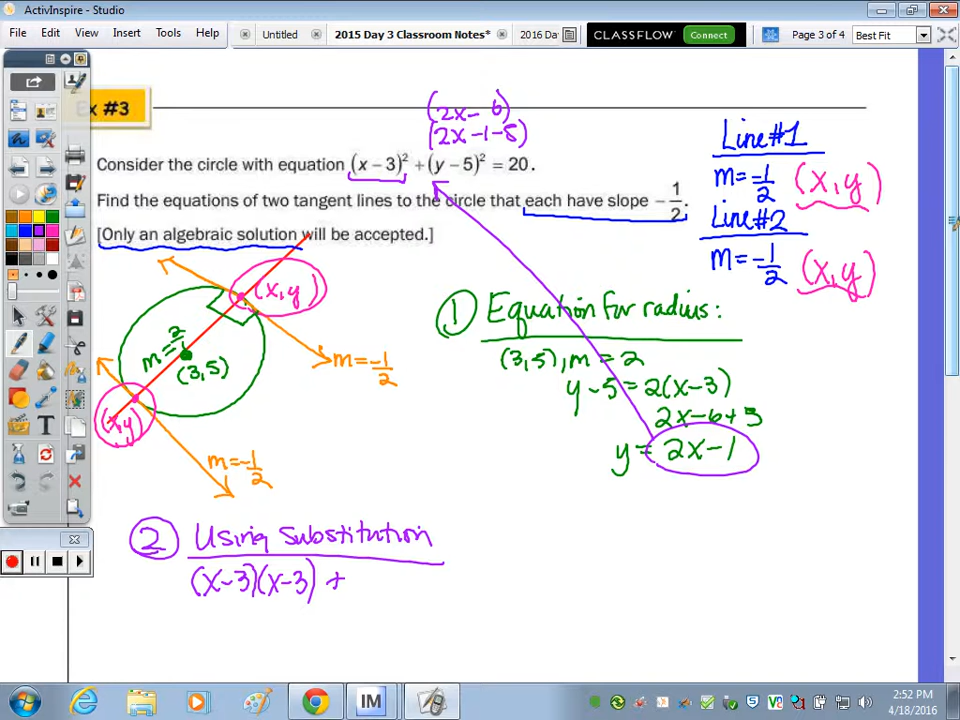 ActivInspire - Studio
File Edit View Insert Tools Help
Untitled
2015 Day 3 Classroom Notes*
2016 Day
CLASSFLOW
Connect
3 of 4
Best Fit
Ex #3
(2x- 6)
(2x-1-5)
Consider the circle with equation (x – 3)² + (y – 5)² = 20.
Find the equations of two tangent lines to the circle that each have slope -1/2.
[Only an algebraic solution will be accepted.]
Line#1
m=-1/2 (x,y)
Line#2
m=-1/2 (x,y)
(x,y)
m=2/1
(3,5)
m=-1/2
(x,y)
m=-1/2
① Equation for radius:
(3,5), m = 2
y-5=2(x-3)
2x-6+5
y= 2x-1
② Using Substitution
(x-3)(x-3) +
IM
2:52 PM
4/18/2016